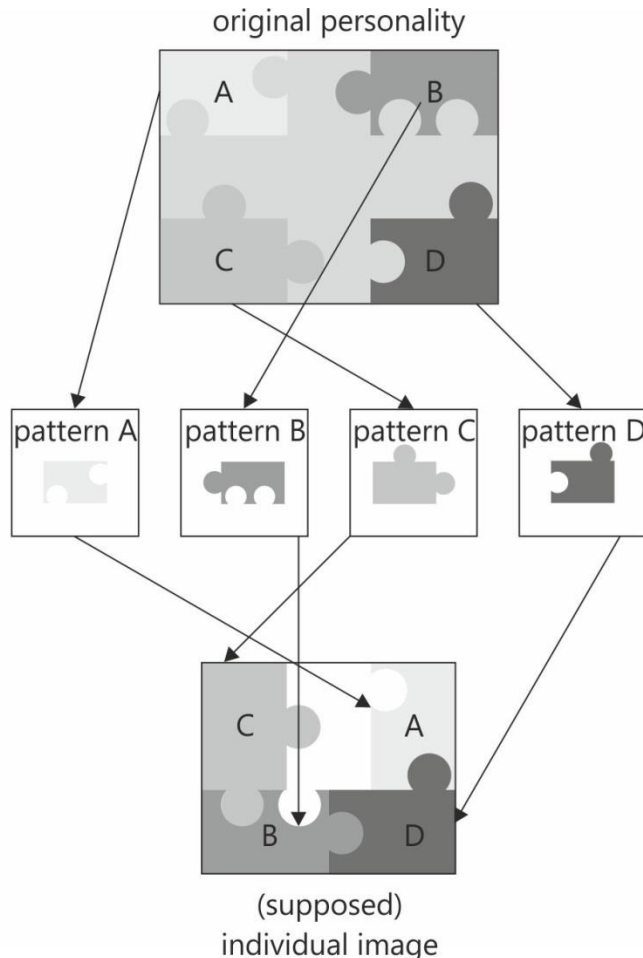 original personality
A
B
C
D
pattern A
pattern B
pattern C
pattern D
C
A
B
D
(supposed)
individual image